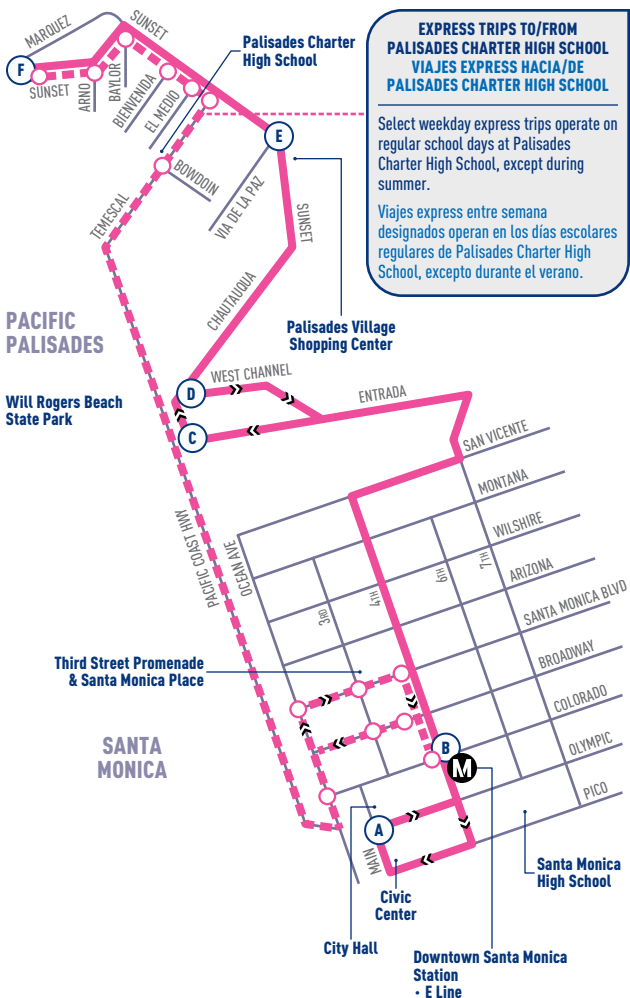 MARQUEZ
SUNSET
F
SUNSET
ARNO
BAYLOR
BIENVENIDA
EL MEDIO
Palisades Charter
High School
E
BOWDOIN
VIA DE LA PAZ
TEMESCAL
SUNSET
CHAUTAUQUA
EXPRESS TRIPS TO/FROM
PALISADES CHARTER HIGH SCHOOL
VIAJES EXPRESS HACIA/DE
PALISADES CHARTER HIGH SCHOOL
Select weekday express trips operate on
regular school days at Palisades
Charter High School, except during
summer.
Viajes express entre semana
designados operan en los días escolares
regulares de Palisades Charter High
School, excepto durante el verano.
PACIFIC
PALISADES
Palisades Village
Shopping Center
Will Rogers Beach
State Park
D
WEST CHANNEL
C
ENTRADA
SAN VICENTE
MONTANA
WILSHIRE
ARIZONA
SANTA MONICA BLVD
BROADWAY
COLORADO
OLYMPIC
PICO
PACIFIC COAST HWY
OCEAN AVE
3RD
4TH
6TH
7TH
Third Street Promenade
& Santa Monica Place
SANTA
MONICA
B
M
A
MAIN
Civic
Center
City Hall
Santa Monica
High School
Downtown Santa Monica
Station
• E Line